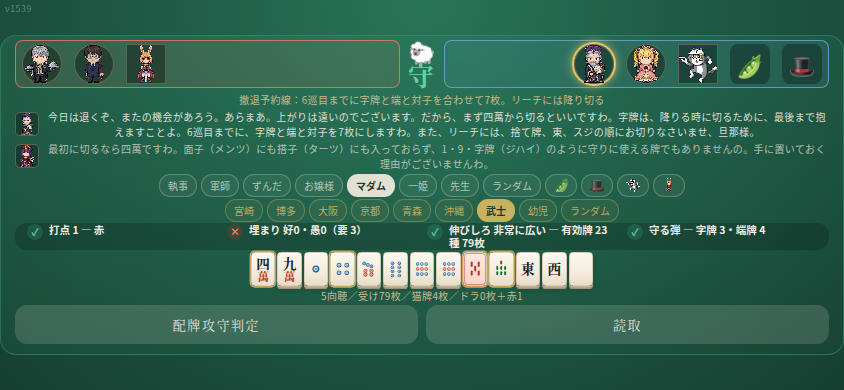 v1539
守
撤退予約線：6巡目までに字牌と端と対子を合わせて7枚。リーチには降り切る
今日は退くぞ、またの機会があろう。あらまあ。上がりは遠いのでございます。だから、まず四萬から切るといいですわ。字牌は、降りる時に切るために、最後まで抱
えますことよ。6巡目までに、字牌と端と対子を7枚にしますわ。また、リーチには、捨て牌、東、スジの順にお切りなさいませ、旦那様。
最初に切るなら四萬ですわ。面子（メンツ）にも搭子（ターツ）にも入っておらず、1・9・字牌（ジハイ）のように守りに使える牌でもありませんの。手に置いておく
理由がございませんわ。
執事 軍師 ずんだ お嬢様 マダム 一姫 先生 ランダム
宮崎 博多 大阪 京都 青森 沖縄 武士 幼児 ランダム
✓ 打点 1 — 赤
✕ 埋まり 好0・愚0（要 3）
✓ 伸びしろ 非常に広い — 有効牌 23
種 79枚
✓ 守る弾 — 字牌 3・端牌 4
四萬 九萬 東 西
5向聴／受け79枚／猫牌4枚／ドラ0枚＋赤1
配牌攻守判定
読取